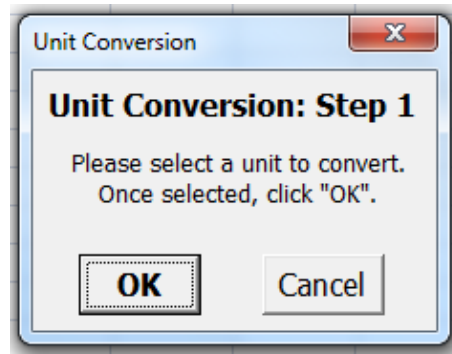 Unit Conversion
Unit Conversion: Step 1
Please select a unit to convert.
Once selected, click "OK".
OK
Cancel